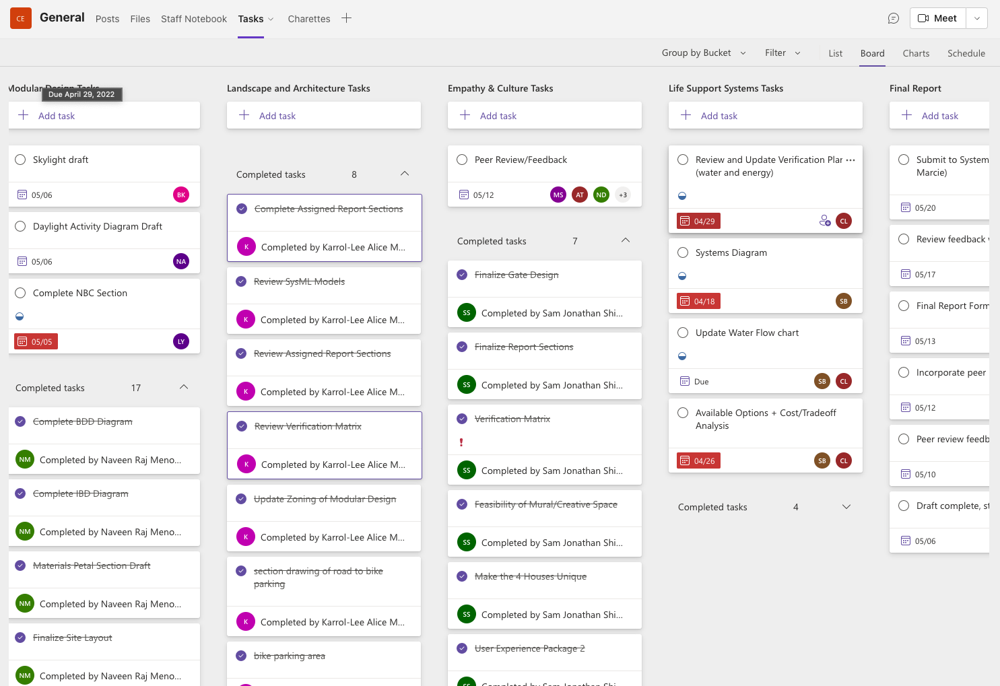 CE
General
Posts
Files
Staff Notebook
Tasks
Charettes
Meet
Group by Bucket
Filter
List
Board
Charts
Schedule
Modular Design Tasks
Due April 29, 2022
Add task
Skylight draft
05/06
BK
Daylight Activity Diagram Draft
05/06
NA
Complete NBC Section
05/05
LY
Completed tasks 17
Complete BDD Diagram
NM
Completed by Naveen Raj Meno...
Complete IBD Diagram
NM
Completed by Naveen Raj Meno...
Materials Petal Section Draft
NM
Completed by Naveen Raj Meno...
Finalize Site Layout
NM
Completed by Naveen Raj Meno...
Landscape and Architecture Tasks
Add task
Completed tasks 8
Complete Assigned Report Sections
K
Completed by Karrol-Lee Alice M...
Review SysML Models
K
Completed by Karrol-Lee Alice M...
Review Assigned Report Sections
K
Completed by Karrol-Lee Alice M...
Review Verification Matrix
K
Completed by Karrol-Lee Alice M...
Update Zoning of Modular Design
K
Completed by Karrol-Lee Alice M...
section drawing of road to bike
parking
K
Completed by Karrol-Lee Alice M...
bike parking area
Empathy & Culture Tasks
Add task
Peer Review/Feedback
05/12
MS
AT
ND
+3
Completed tasks 7
Finalize Gate Design
SS
Completed by Sam Jonathan Shi...
Finalize Report Sections
SS
Completed by Sam Jonathan Shi...
Verification Matrix
SS
Completed by Sam Jonathan Shi...
Feasibility of Mural/Creative Space
SS
Completed by Sam Jonathan Shi...
Make the 4 Houses Unique
SS
Completed by Sam Jonathan Shi...
User Experience Package 2
SS
Completed by Sam Jonathan Shi...
Life Support Systems Tasks
Add task
Review and Update Verification Plan
(water and energy)
04/29
CL
Systems Diagram
04/18
SB
Update Water Flow chart
Due
SB
CL
Available Options + Cost/Tradeoff
Analysis
04/26
SB
CL
Completed tasks 4
Final Report
Add task
Submit to System
Marcie)
05/20
Review feedback
05/17
Final Report Form
05/13
Incorporate peer
05/12
Peer review feedb
05/10
Draft complete, st
05/06